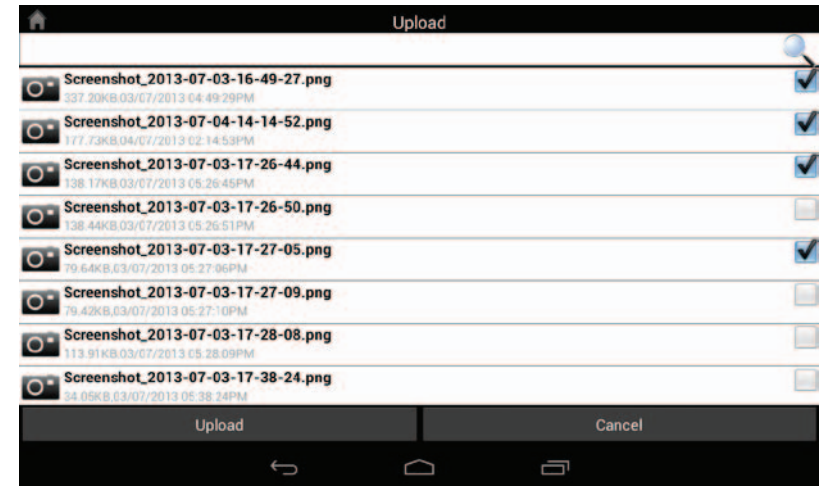 Upload
Screenshot_2013-07-03-16-49-27.png
337.20KB,03/07/2013 04:49:29PM
Screenshot_2013-07-04-14-14-52.png
177.73KB,04/07/2013 02:14:53PM
Screenshot_2013-07-03-17-26-44.png
138.17KB,03/07/2013 05:26:45PM
Screenshot_2013-07-03-17-26-50.png
138.44KB,03/07/2013 05:26:51PM
Screenshot_2013-07-03-17-27-05.png
79.64KB,03/07/2013 05:27:06PM
Screenshot_2013-07-03-17-27-09.png
79.42KB,03/07/2013 05:27:10PM
Screenshot_2013-07-03-17-28-08.png
113.91KB,03/07/2013 05:28:09PM
Screenshot_2013-07-03-17-38-24.png
34.05KB,03/07/2013 05:38:24PM
Upload Cancel